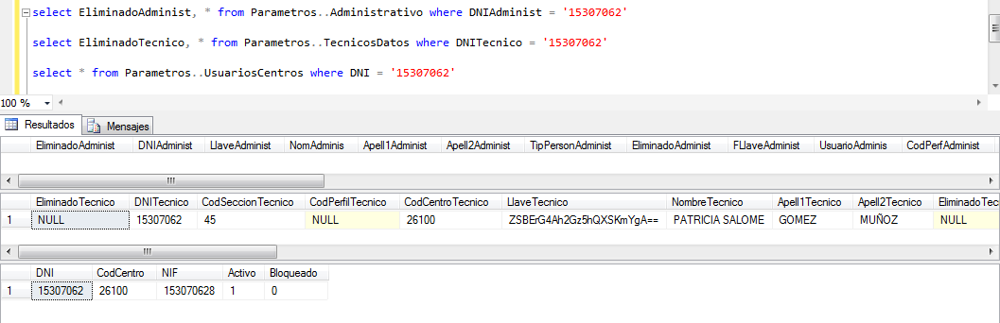 select EliminadoAdminist, * from Parametros..Administrativo where DNIAdminist = '15307062'
select EliminadoTecnico, * from Parametros..TecnicosDatos where DNITecnico = '15307062'
select * from Parametros..UsuariosCentros where DNI = '15307062'
100 %
Resultados Mensajes
EliminadoAdminist DNIAdminist LlaveAdminist NomAdminis Apell1Administ Apell2Administ TipPersonAdminist EliminadoAdminist FLlaveAdminist UsuarioAdminis CodPerfAdminist
EliminadoTecnico DNITecnico CodSeccionTecnico CodPerfilTecnico CodCentroTecnico LlaveTecnico NombreTecnico Apell1Tecnico Apell2Tecnico EliminadoTec
1 NULL 15307062 45 NULL 26100 ZSBErG4Ah2Gz5hQXSKmYgA== PATRICIA SALOME GOMEZ MUÑOZ NULL
DNI CodCentro NIF Activo Bloqueado
1 15307062 26100 153070628 1 0